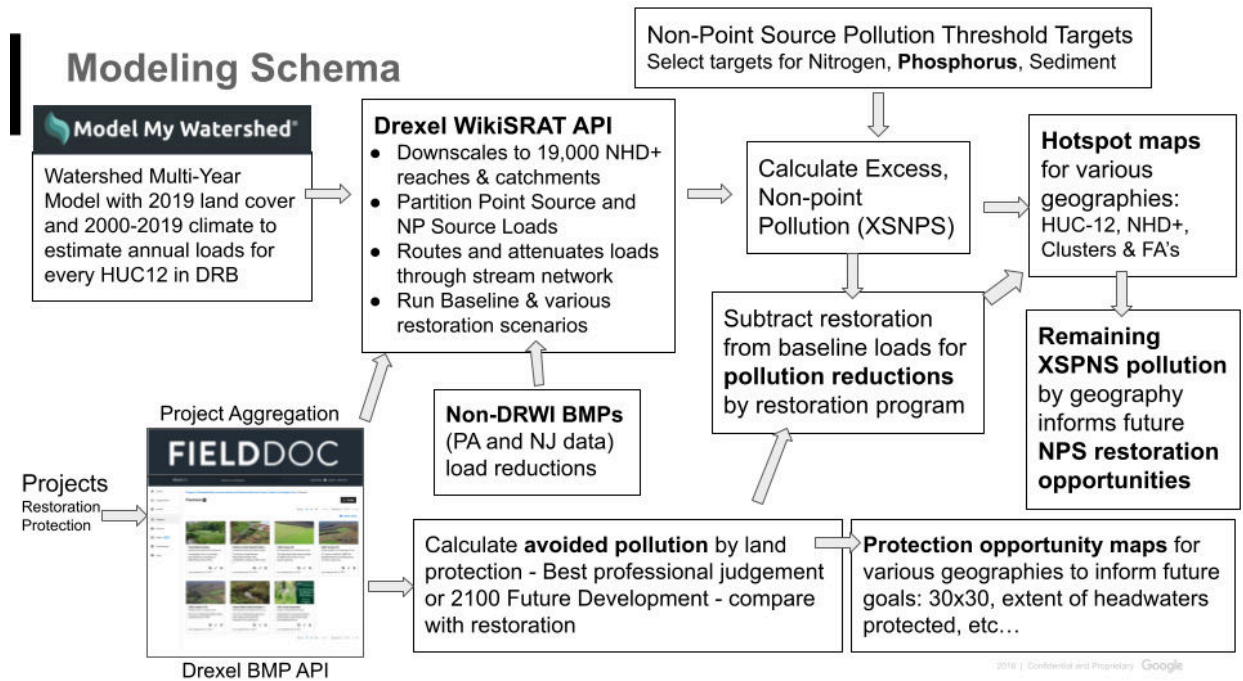 Modeling Schema
Non-Point Source Pollution Threshold Targets
Select targets for Nitrogen, Phosphorus, Sediment
Model My Watershed®
Watershed Multi-Year
Model with 2019 land cover
and 2000-2019 climate to
estimate annual loads for
every HUC12 in DRB
Drexel WikiSRAT API
● Downscales to 19,000 NHD+
reaches & catchments
● Partition Point Source and
NP Source Loads
● Routes and attenuates loads
through stream network
● Run Baseline & various
restoration scenarios
Calculate Excess,
Non-point
Pollution (XSNPS)
Hotspot maps
for various
geographies:
HUC-12, NHD+,
Clusters & FA's
Subtract restoration
from baseline loads for
pollution reductions
by restoration program
Remaining
XSPNS pollution
by geography
informs future
NPS restoration
opportunities
Non-DRWI BMPs
(PA and NJ data)
load reductions
Project Aggregation
FIELDDOC
Projects
Restoration
Protection
Drexel BMP API
Calculate avoided pollution by land
protection - Best professional judgement
or 2100 Future Development - compare
with restoration
Protection opportunity maps for
various geographies to inform future
goals: 30x30, extent of headwaters
protected, etc…
2018 | Confidential and Proprietary Google